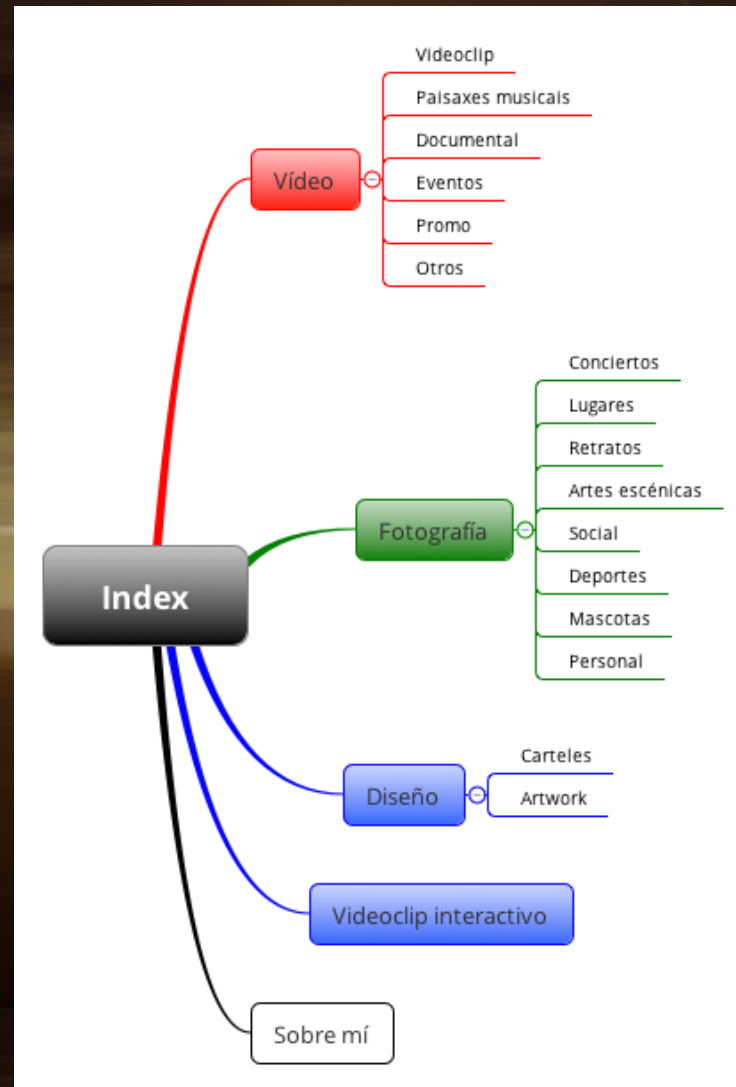 Videoclip
Paisaxes musicais
Documental
Vídeo
Eventos
Promo
Otros
Conciertos
Lugares
Retratos
Artes escénicas
Fotografía
Social
Deportes
Mascotas
Personal
Index
Carteles
Diseño
Artwork
Videoclip interactivo
Sobre mí